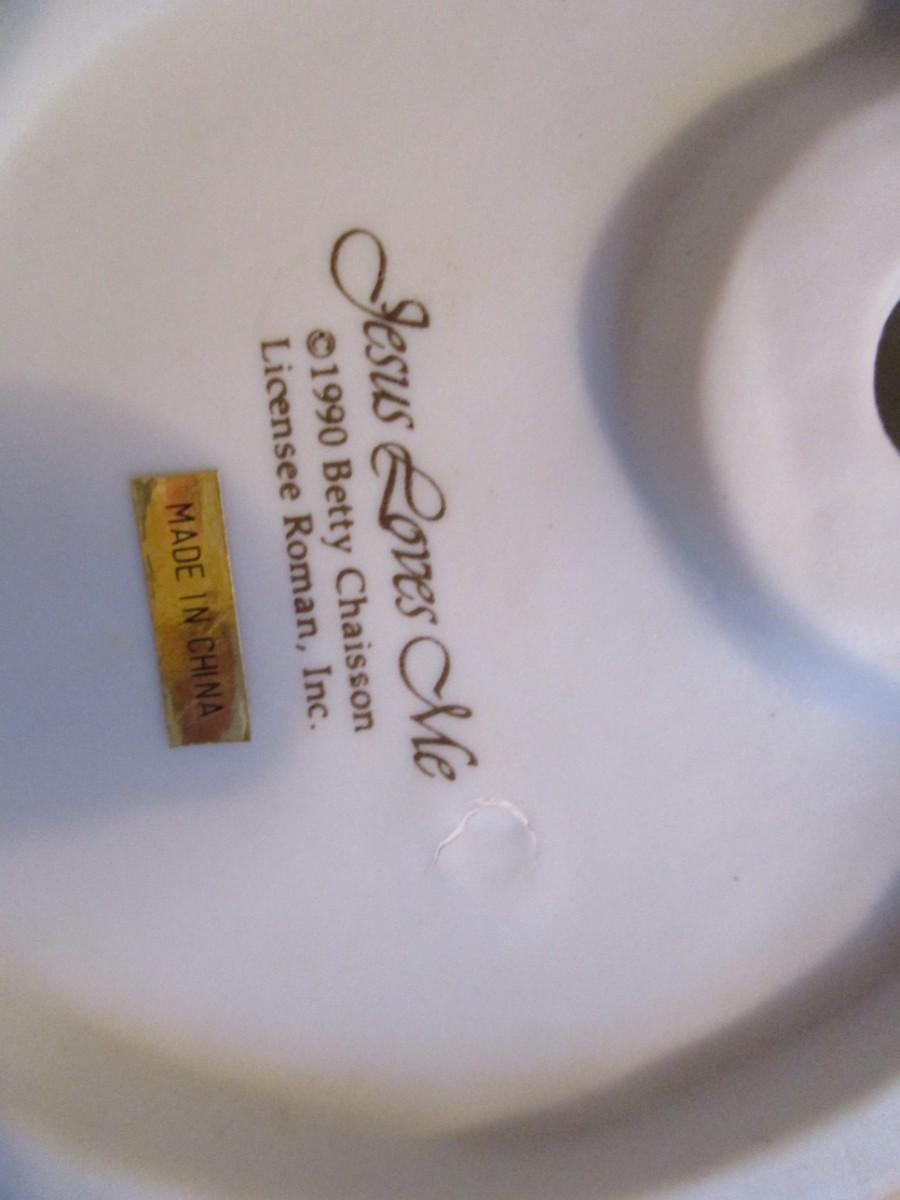 Jesus Loves Me
©1990 Betty Chaisson
Licensee Roman, Inc.
MADE IN CHINA